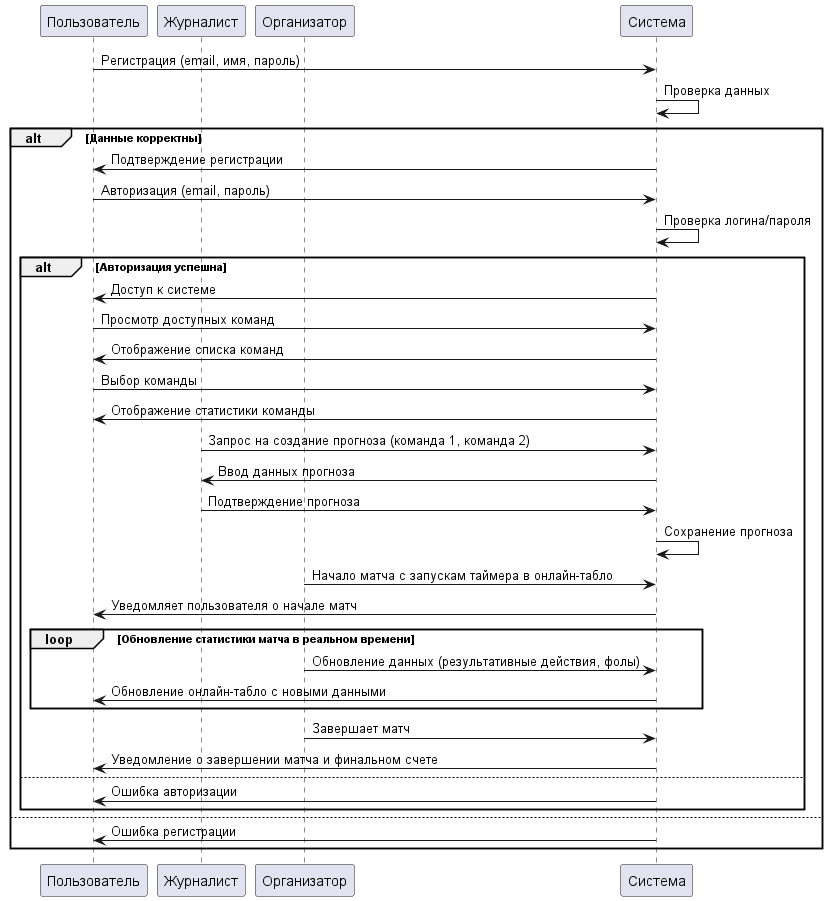 Пользователь Журналист Организатор Система
Регистрация (email, имя, пароль)
Проверка данных
alt [Данные корректны]
Подтверждение регистрации
Авторизация (email, пароль)
Проверка логина/пароля
alt [Авторизация успешна]
Доступ к системе
Просмотр доступных команд
Отображение списка команд
Выбор команды
Отображение статистики команды
Запрос на создание прогноза (команда 1, команда 2)
Ввод данных прогноза
Подтверждение прогноза
Сохранение прогноза
Начало матча с запускам таймера в онлайн-табло
Уведомляет пользователя о начале матч
loop [Обновление статистики матча в реальном времени]
Обновление данных (результативные действия, фолы)
Обновление онлайн-табло с новыми данными
Завершает матч
Уведомление о завершении матча и финальном счете
Ошибка авторизации
Ошибка регистрации
Пользователь Журналист Организатор Система